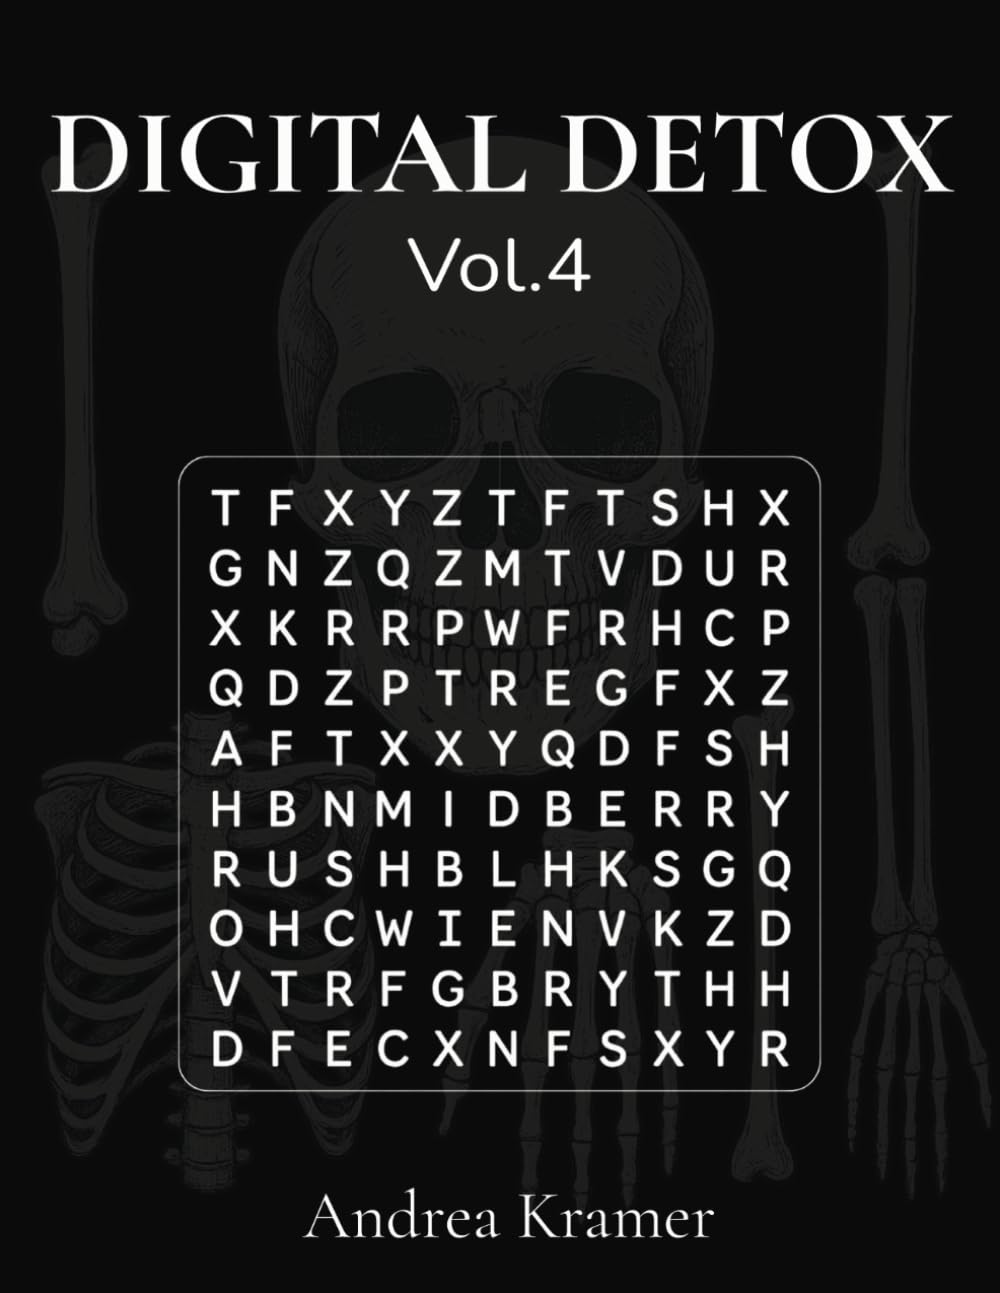 DIGITAL DETOX
Vol.4
T F X Y Z T F T S H X
G N Z Q Z M T V D U R
X K R R P W F R H C P
Q D Z P T R E G F X Z
A F T X X Y Q D F S H
H B N M I D B E R R Y
R U S H B L H K S G Q
O H C W I E N V K Z D
V T R F G B R Y T H H
D F E C X N F S X Y R
Andrea Kramer